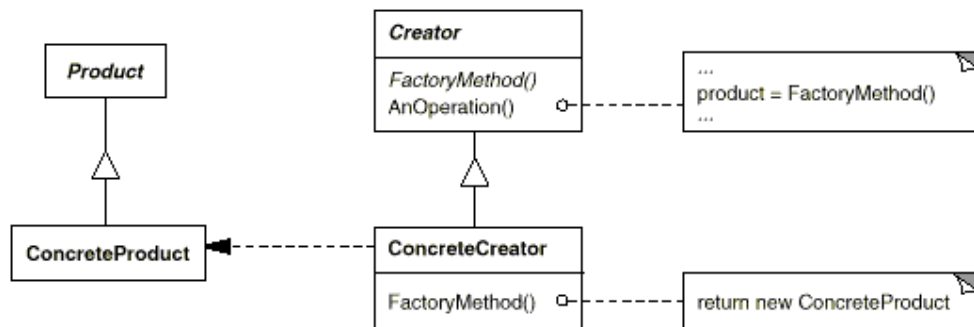 Product
ConcreteProduct
Creator
FactoryMethod()
AnOperation()
...
product = FactoryMethod()
...
ConcreteCreator
FactoryMethod()
return new ConcreteProduct